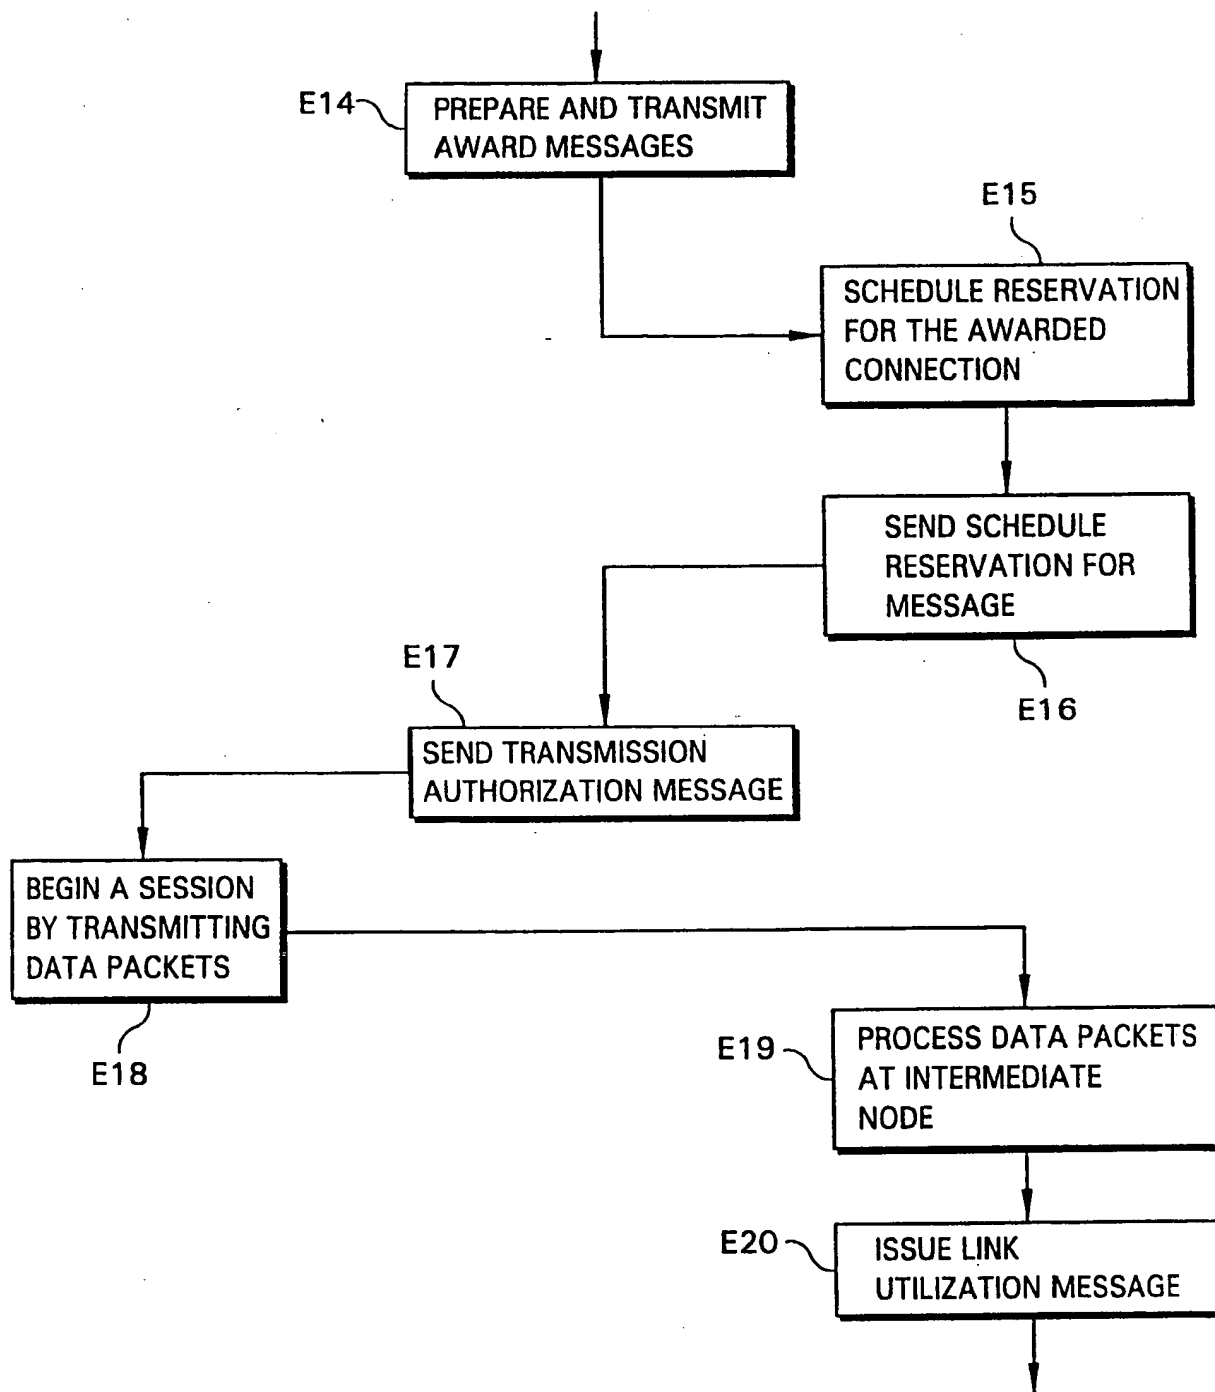 E14
PREPARE AND TRANSMIT
AWARD MESSAGES
E15
SCHEDULE RESERVATION
FOR THE AWARDED
CONNECTION
SEND SCHEDULE
RESERVATION FOR
MESSAGE
E16
E17
SEND TRANSMISSION
AUTHORIZATION MESSAGE
BEGIN A SESSION
BY TRANSMITTING
DATA PACKETS
E18
E19
PROCESS DATA PACKETS
AT INTERMEDIATE
NODE
E20
ISSUE LINK
UTILIZATION MESSAGE